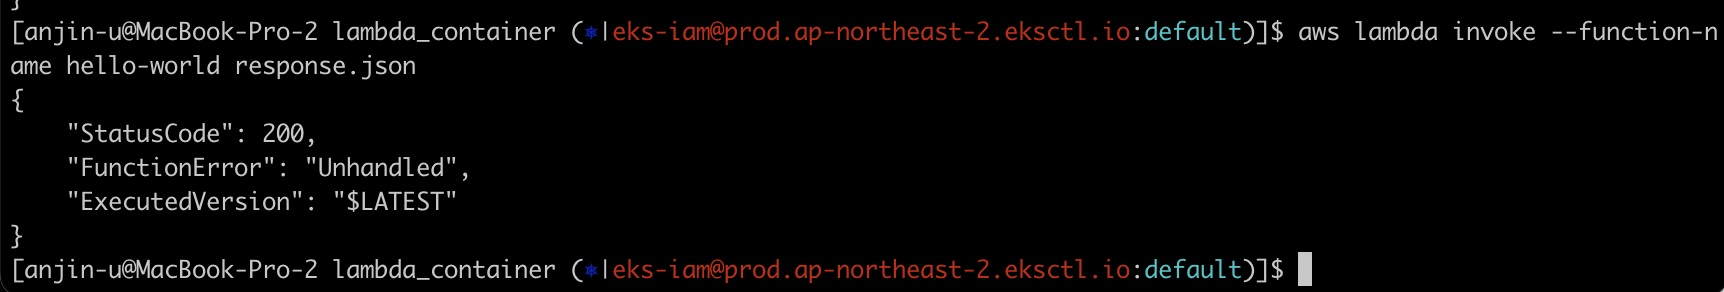 }
[anjin-u@MacBook-Pro-2 lambda_container (⎈|eks-iam@prod.ap-northeast-2.eksctl.io:default)]$ aws lambda invoke --function-n
ame hello-world response.json
{
    "StatusCode": 200,
    "FunctionError": "Unhandled",
    "ExecutedVersion": "$LATEST"
}
[anjin-u@MacBook-Pro-2 lambda_container (⎈|eks-iam@prod.ap-northeast-2.eksctl.io:default)]$